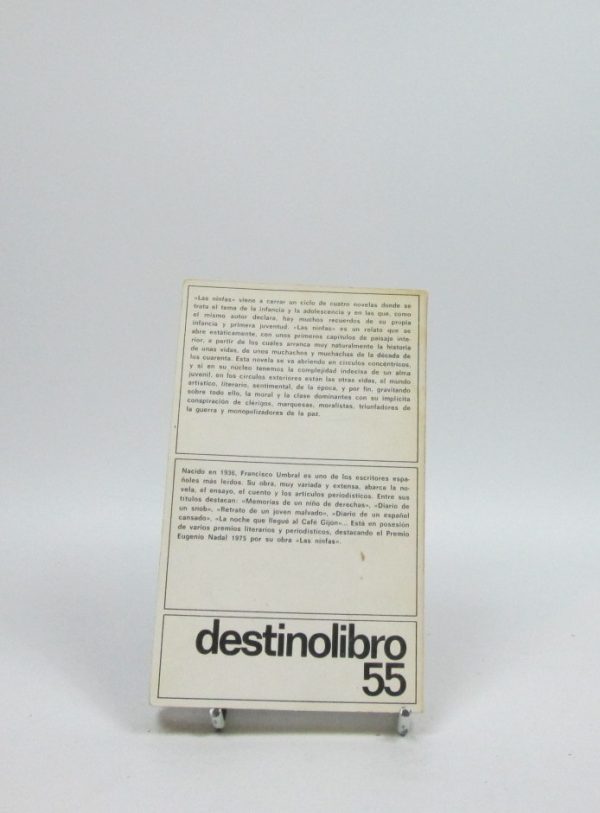 «Las ninfas» viene a cerrar un ciclo de cuatro novelas donde se
trata el tema de la infancia y la adolescencia y en las que, como
el mismo autor declara, hay muchos recuerdos de su propia
infancia y primera juventud. «Las ninfas» es un relato que se
abre estáticamente, con unos primeros capítulos de paisaje inte-
rior, a partir de los cuales arranca muy naturalmente la historia
de unas vidas, de unos muchachos y muchachas de la década de
los cuarenta. Esta novela se va abriendo en círculos concéntricos,
y si en su núcleo tenemos la complejidad indecisa de un alma
juvenil, en los círculos exteriores están las otras vidas, el mundo
artístico, literario, sentimental, de la época, y por fin, gravitando
sobre todo ello, la moral y la clave dominantes con su implícita
conspiración de clérigos, marquesas, moralistas, triunfadores de
la guerra y monopolizadores de la paz.
Nacido en 1936, Francisco Umbral es uno de los escritores espa-
ñoles más leídos. Su obra, muy variada y extensa, abarca la no-
vela, el ensayo, el cuento y los artículos periodísticos. Entre sus
títulos destacan: «Memorias de un niño de derechas», «Diario de
un snob», «Retrato de un joven malvado», «Diario de un español
cansado», «La noche que llegué al Café Gijón»... Está en posesión
de varios premios literarios y periodísticos, destacando el Premio
Eugenio Nadal 1975 por su obra «Las ninfas».
destinolibro
55